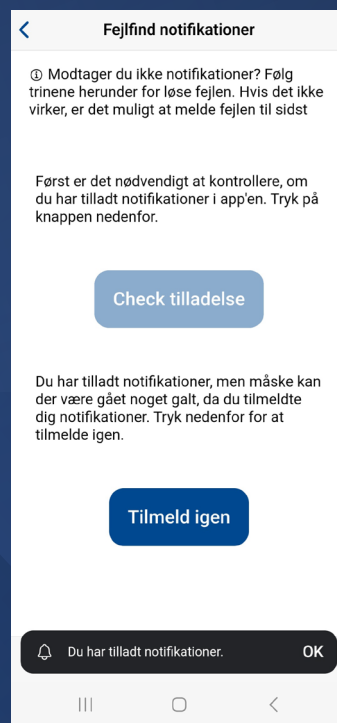 Fejlfind notifikationer
ⓘ Modtager du ikke notifikationer? Følg
trinene herunder for løse fejlen. Hvis det ikke
virker, er det muligt at melde fejlen til sidst
Først er det nødvendigt at kontrollere, om
du har tilladt notifikationer i app'en. Tryk på
knappen nedenfor.
Check tilladelse
Du har tilladt notifikationer, men måske kan
der være gået noget galt, da du tilmeldte
dig notifikationer. Tryk nedenfor for at
tilmelde igen.
Tilmeld igen
Du har tilladt notifikationer. OK